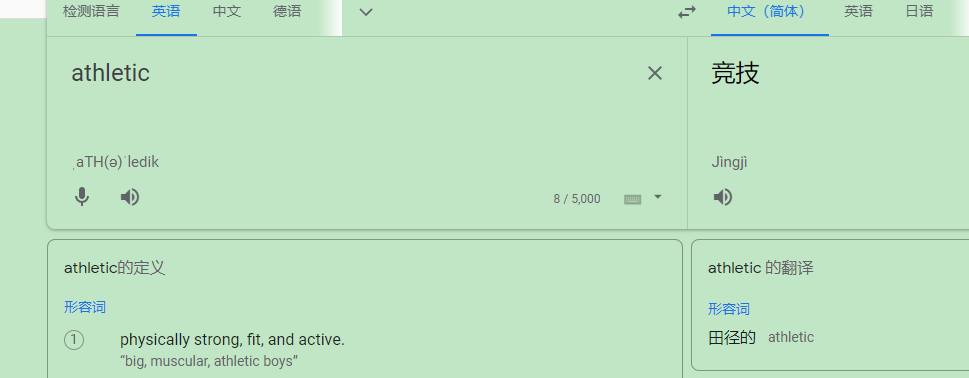 检测语言 英语 中文 德语 中文（简体） 英语 日语
athletic 竞技
ˌaTH(ə)ˈledik Jìngjì
8 / 5,000
athletic的定义 athletic 的翻译
形容词 形容词
1 physically strong, fit, and active. 田径的 athletic
“big, muscular, athletic boys”